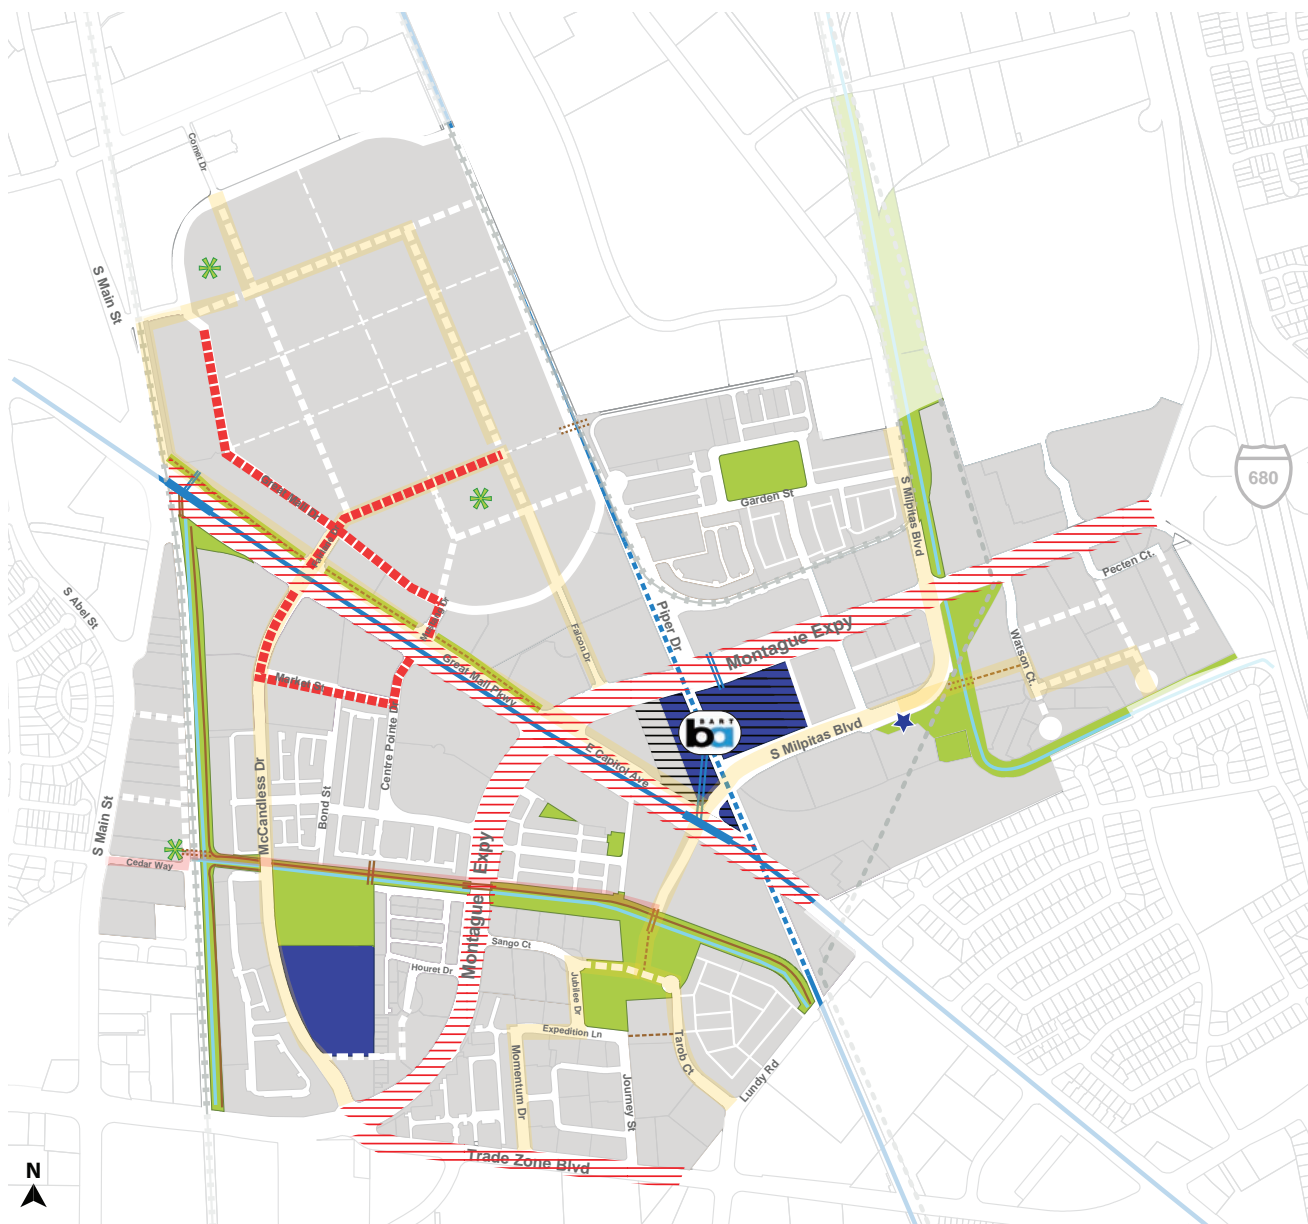 Comet Dr
S Main St
680
Garden St
S Milpitas Blvd
Pecten Ct.
S Abel St
Piper Dr
Montague Expy
Watson Ct.
Falcon Dr
Great Mall Pkwy
Market St
BART
ba
S Milpitas Blvd
E Capitol Ave
Centre Pointe Dr
McCandless Dr
Bond St
S Main St
Montague Expy
Cedar Way
Sango Ct
Houret Dr
Jubilee Dr
Expedition Ln
Tarob Ct
Momentum Dr
Journey St
Lundy Rd
Trade Zone Blvd
N